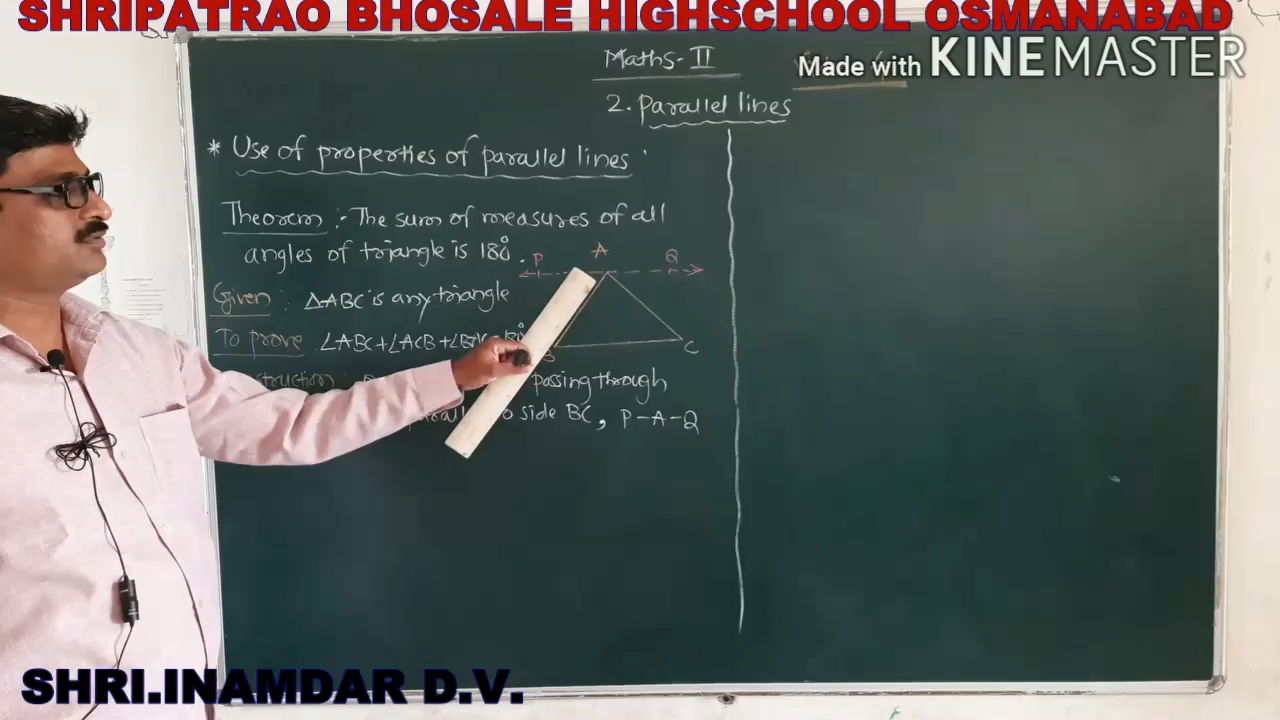 SHRIPATRAO BHOSALE HIGHSCHOOL OSMANABAD
Made with KINEMASTER
Maths-II
2. parallel lines
* Use of properties of parallel lines
Theorem :- The sum of measures of all
angles of triangle is 180°.
P A Q
Given : ΔABC is any triangle
To prove ∠ABC+∠ACB+
B C
passing through
side BC, P-A-Q
SHRI.INAMDAR D.V.